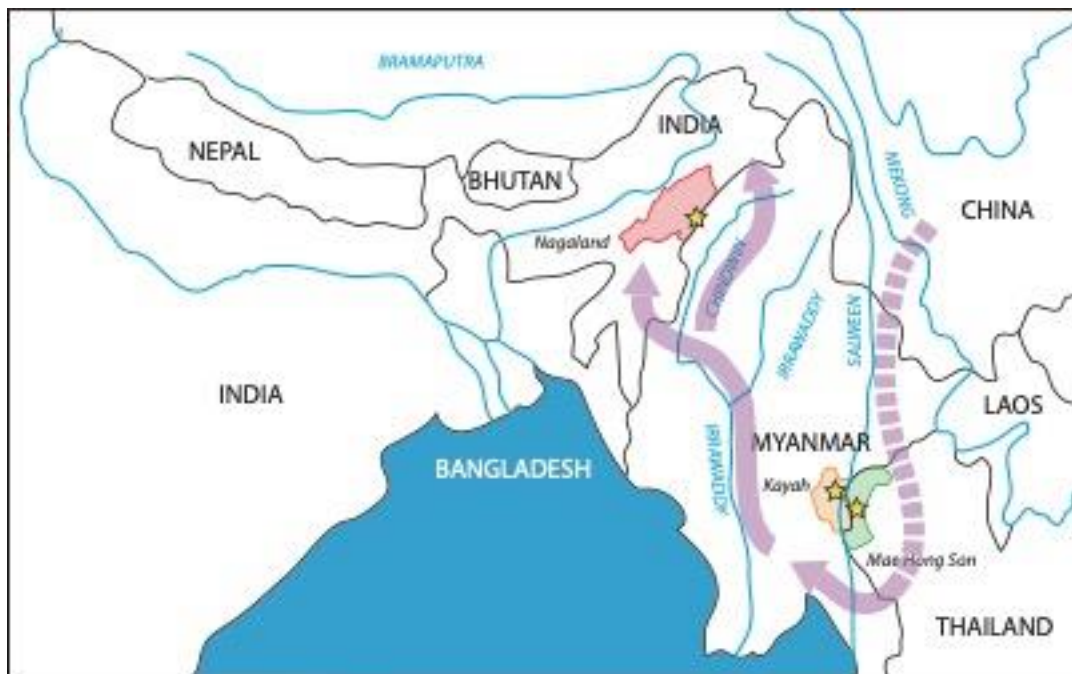 BRAMAPUTRA
INDIA
NEPAL
BHUTAN
MEKONG
CHINA
Nagaland
CHINDWIN
IRRAWADDY
SALWEEN
INDIA
LAOS
MYANMAR
BANGLADESH
IRRAWADDY
Kayah
Mae Hong Son
THAILAND